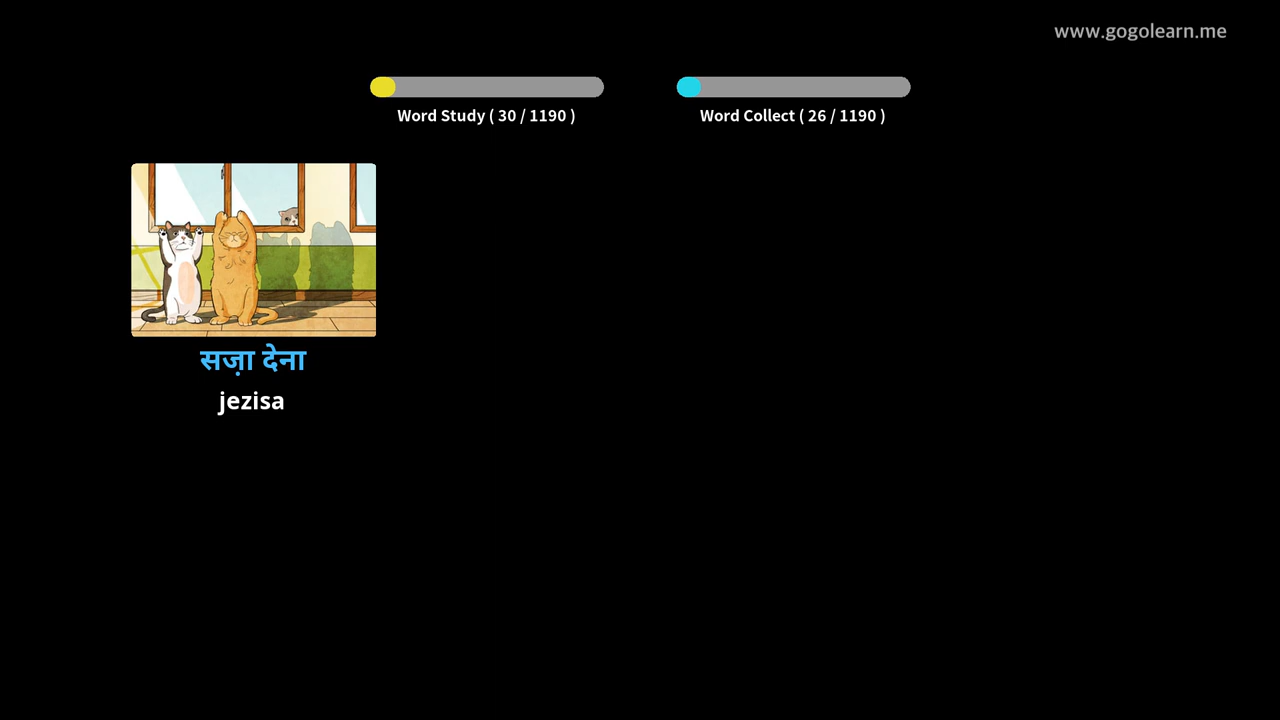 www.gogolearn.me
Word Study ( 30 / 1190 )
Word Collect ( 26 / 1190 )
सज़ा देना
jezisa